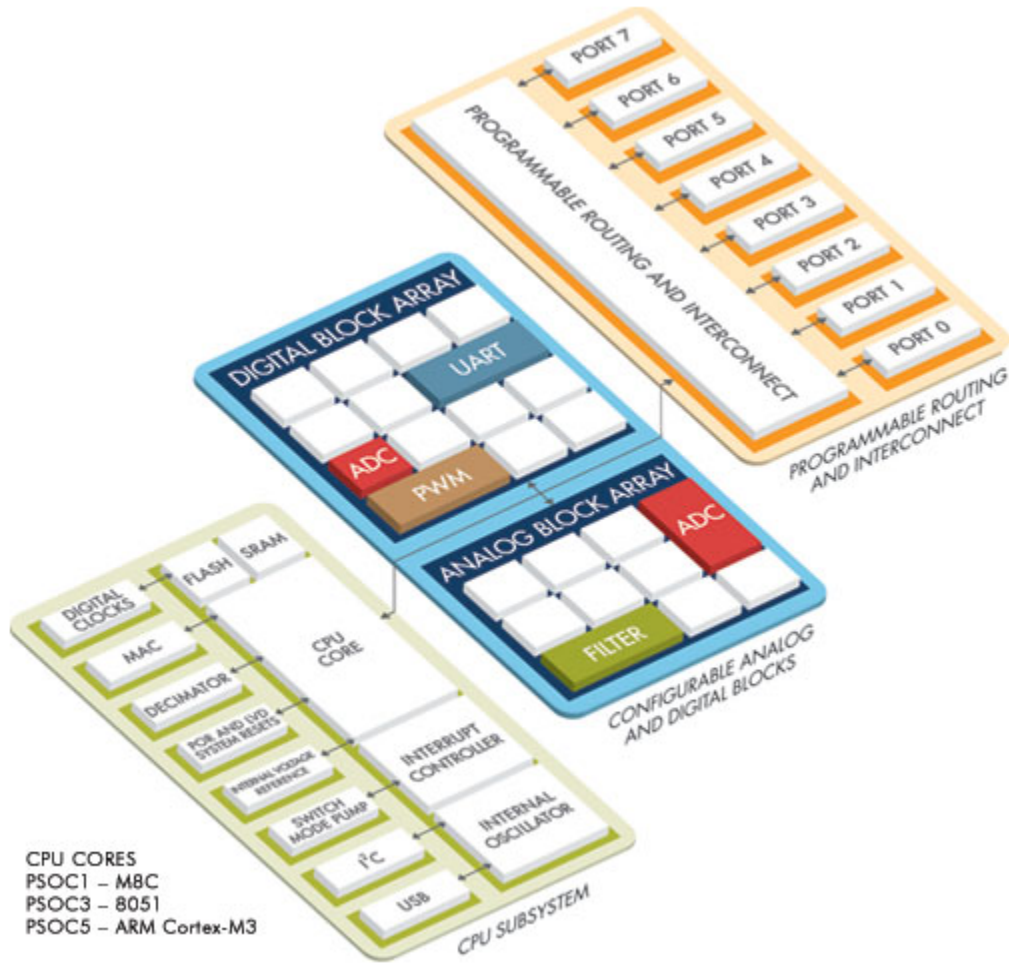 PORT 7
PORT 6
PORT 5
PORT 4
PORT 3
PORT 2
PORT 1
PORT 0
PROGRAMMABLE ROUTING AND INTERCONNECT
PROGRAMMABLE ROUTING
AND INTERCONNECT
DIGITAL BLOCK ARRAY
UART
ADC
PWM
ANALOG BLOCK ARRAY
ADC
FILTER
CONFIGURABLE ANALOG
AND DIGITAL BLOCKS
SRAM
FLASH
CPU
CORE
INTERRUPT
CONTROLLER
INTERNAL
OSCILLATOR
DIGITAL
CLOCKS
MAC
DECIMATOR
POR AND LVD
SYSTEM RESETS
INTERNAL VOLTAGE
REFERENCE
SWITCH
MODE PUMP
I²C
USB
CPU SUBSYSTEM
CPU CORES
PSOC1 – M8C
PSOC3 – 8051
PSOC5 – ARM Cortex-M3